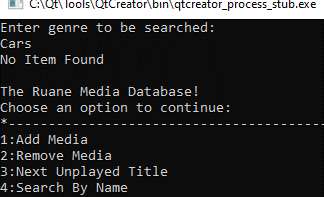 C:\Qt\Tools\QtCreator\bin\qtcreator_process_stub.exe
Enter genre to be searched:
Cars
No Item Found
The Ruane Media Database!
Choose an option to continue:
*----------------------------------------
1:Add Media
2:Remove Media
3:Next Unplayed Title
4:Search By Name